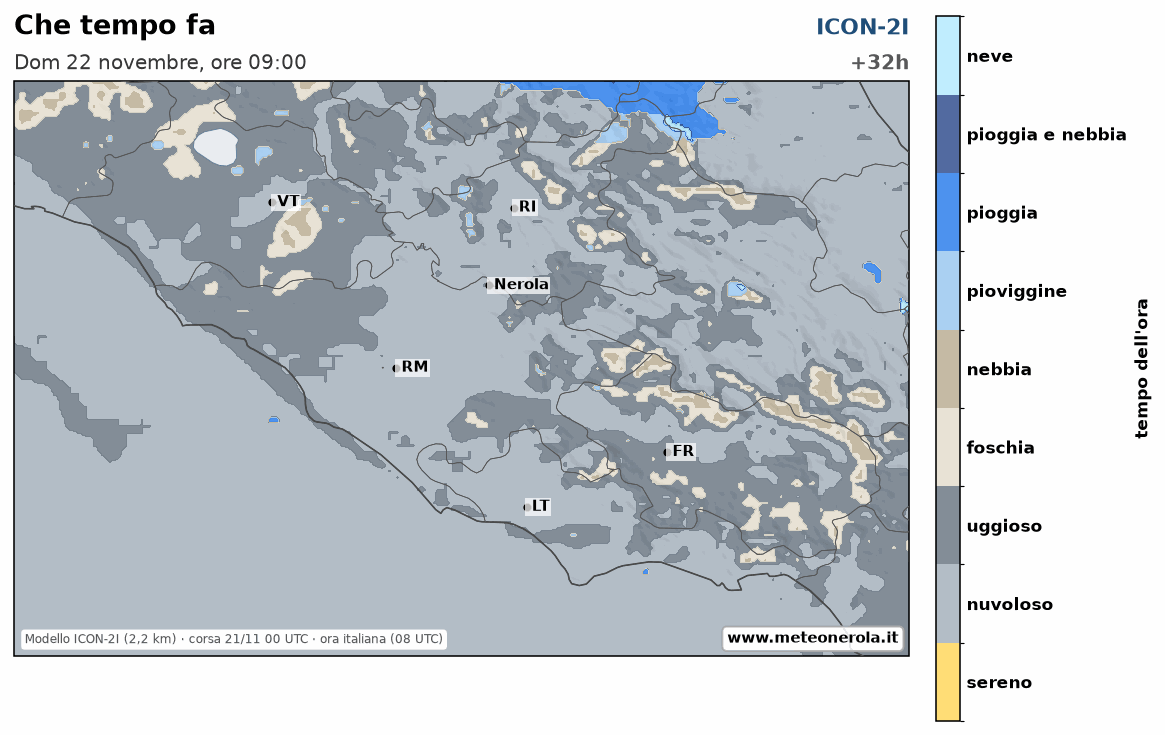 Che tempo fa
ICON-2I
Dom 22 novembre, ore 09:00
+32h
neve
pioggia e nebbia
pioggia
pioviggine
nebbia
foschia
uggioso
nuvoloso
sereno
tempo dell'ora
VT
RI
Nerola
RM
FR
LT
Modello ICON-2I (2,2 km) · corsa 21/11 00 UTC · ora italiana (08 UTC)
www.meteonerola.it